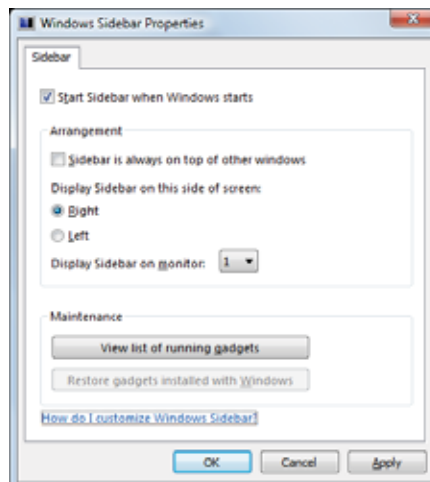 Windows Sidebar Properties
Sidebar
Start Sidebar when Windows starts
Arrangement
Sidebar is always on top of other windows
Display Sidebar on this side of screen:
Right
Left
Display Sidebar on monitor: 1
Maintenance
View list of running gadgets
Restore gadgets installed with Windows
How do I customize Windows Sidebar?
OK Cancel Apply